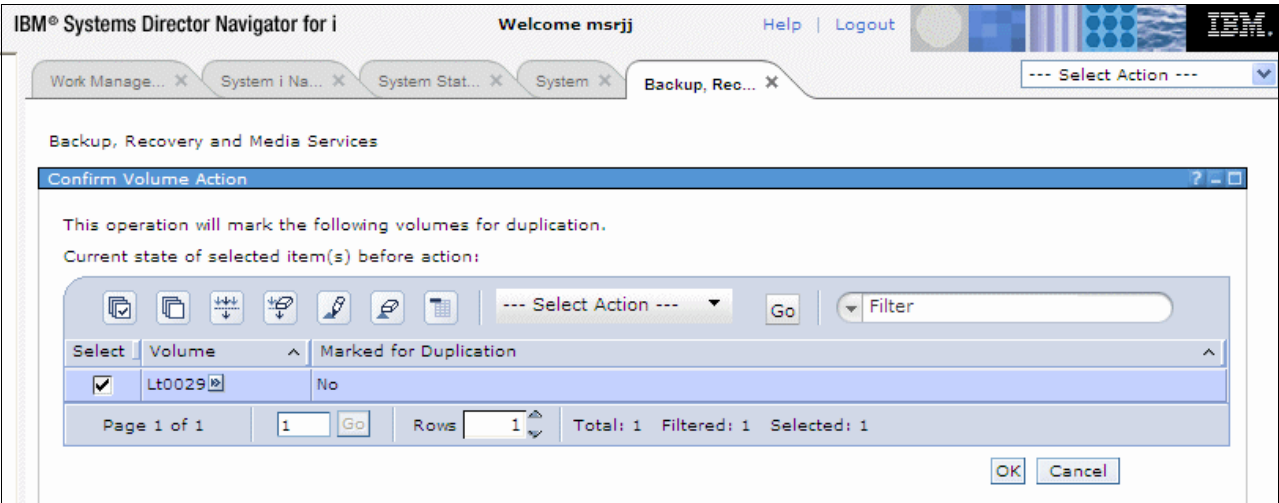 IBM® Systems Director Navigator for i Welcome msrjj Help | Logout IBM.
Work Manage... System i Na... System Stat... System Backup, Rec... --- Select Action ---
Backup, Recovery and Media Services
Confirm Volume Action ?
This operation will mark the following volumes for duplication.
Current state of selected item(s) before action:
--- Select Action --- Go Filter
Select Volume Marked for Duplication
Lt0029 No
Page 1 of 1 1 Go Rows 1 Total: 1 Filtered: 1 Selected: 1
OK Cancel